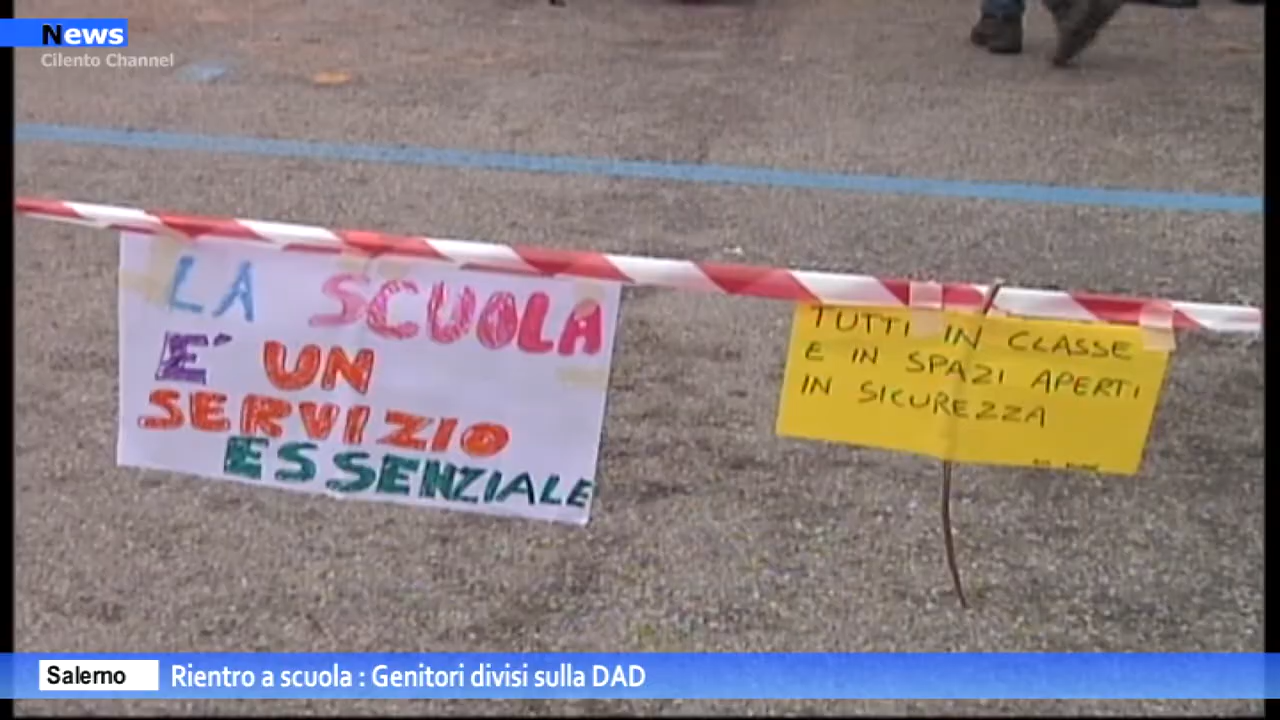 News
Cilento Channel
LA SCUOLA
E' UN
SERVIZIO
ESSENZIALE
TUTTI IN CLASSE
E IN SPAZI APERTI
IN SICUREZZA
Salerno
Rientro a scuola : Genitori divisi sulla DAD